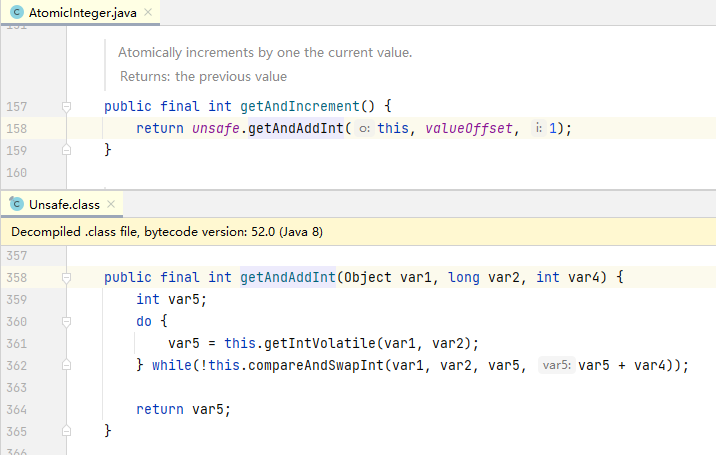 AtomicInteger.java
Atomically increments by one the current value.
Returns: the previous value
157 public final int getAndIncrement() {
158 return unsafe.getAndAddInt( o: this, valueOffset, i: 1);
159 }
160
Unsafe.class
Decompiled .class file, bytecode version: 52.0 (Java 8)
357
358 public final int getAndAddInt(Object var1, long var2, int var4) {
359 int var5;
360 do {
361 var5 = this.getIntVolatile(var1, var2);
362 } while(!this.compareAndSwapInt(var1, var2, var5, var5: var5 + var4));
363
364 return var5;
365 }